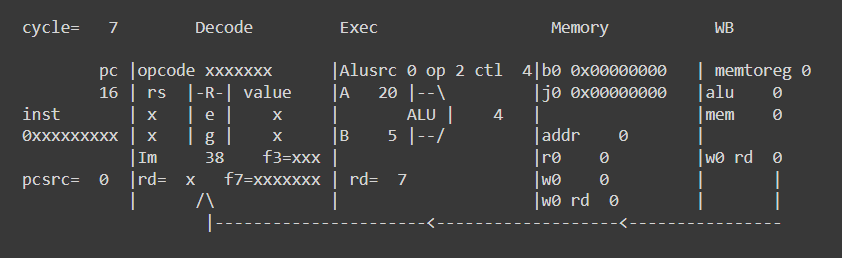 cycle=   7          Decode            Exec                      Memory              WB
         pc |opcode xxxxxxx       |Alusrc 0 op 2 ctl  4|b0 0x00000000   | memtoreg 0
         16 | rs  |-R-| value     |A   20 |--\          |j0 0x00000000   |alu    0
inst        | x   | e |    x      |        ALU |    4   |                |mem    0
0xxxxxxxxx | x   | g |    x      |B    5 |--/          |addr     0      |
            |Im     38    f3=xxx |                      |r0    0         |w0 rd  0
pcsrc=  0  |rd=  x   f7=xxxxxxx | rd=  7               |w0    0         |       |
            |      /\             |                      |w0 rd  0        |       |
                    |----------------------<------------------<----------------